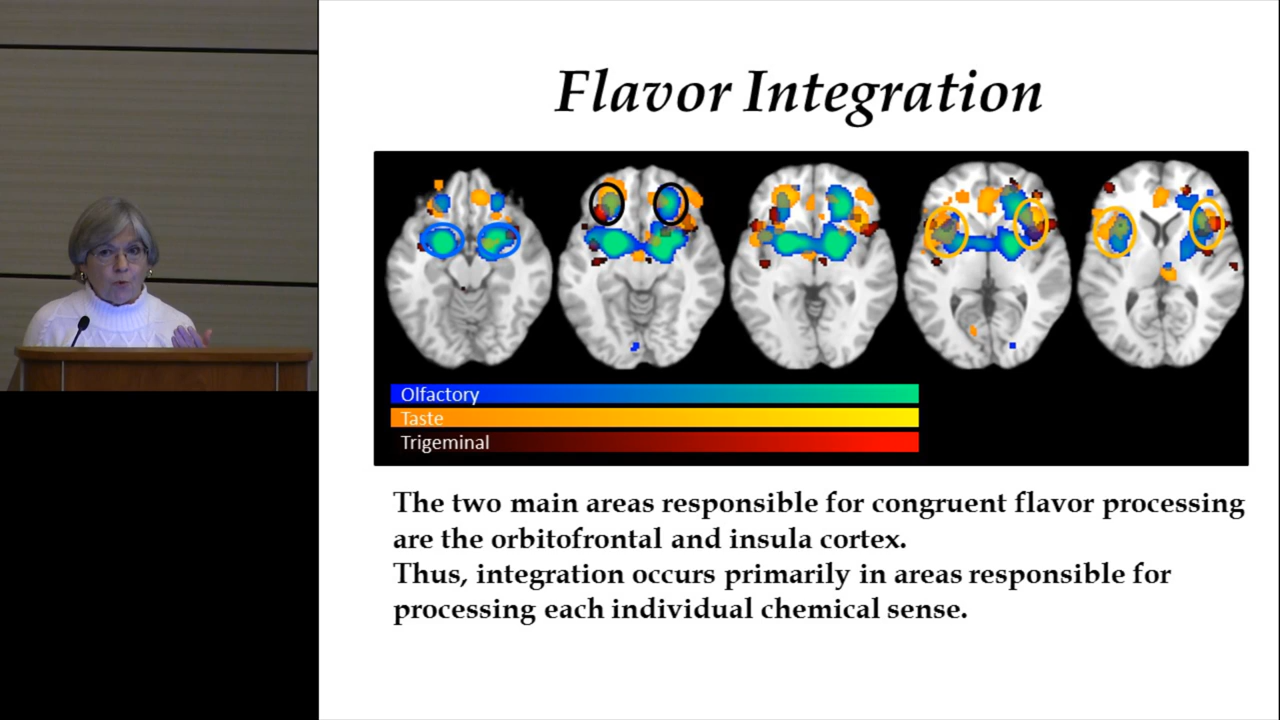 Flavor Integration
Olfactory
Taste
Trigeminal
The two main areas responsible for congruent flavor processing
are the orbitofrontal and insula cortex.
Thus, integration occurs primarily in areas responsible for
processing each individual chemical sense.